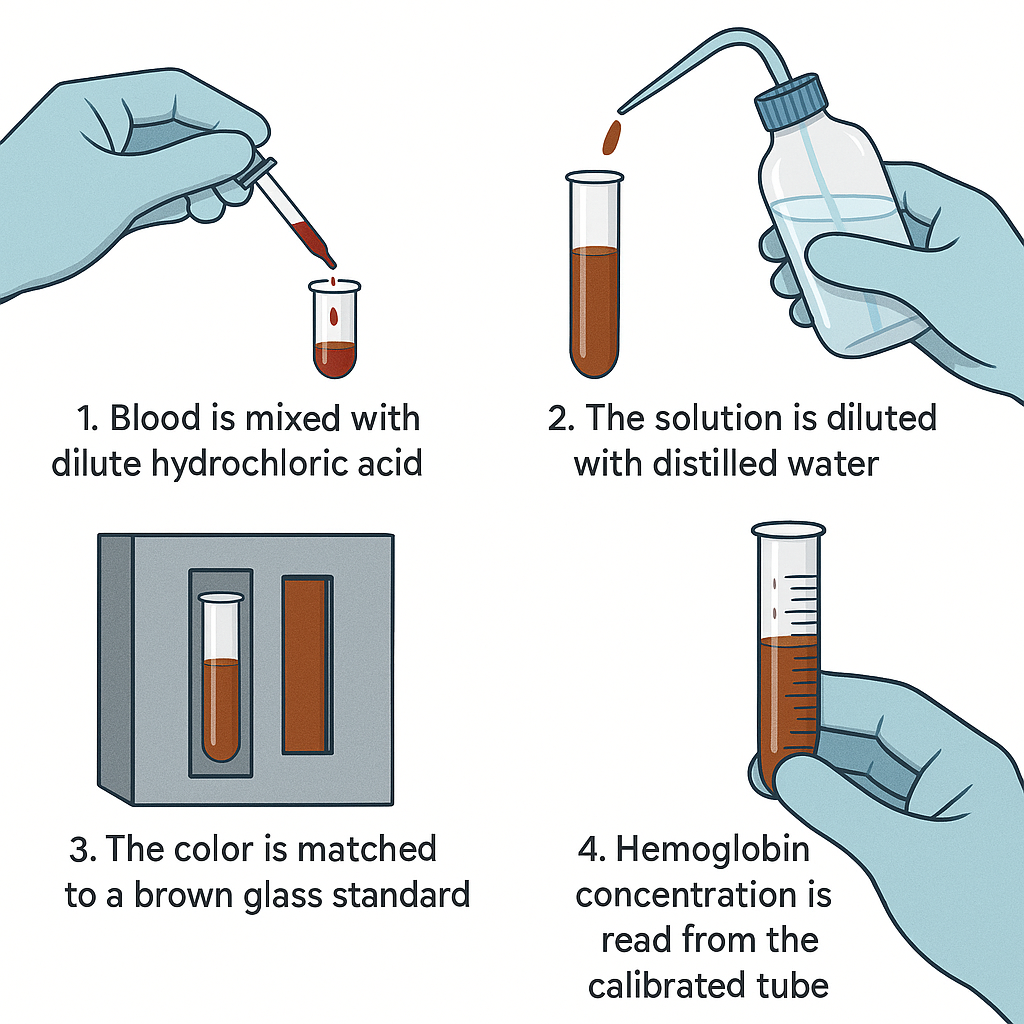 1. Blood is mixed with
dilute hydrochloric acid
2. The solution is diluted
with distilled water
3. The color is matched
to a brown glass standard
4. Hemoglobin
concentration is
read from the
calibrated tube